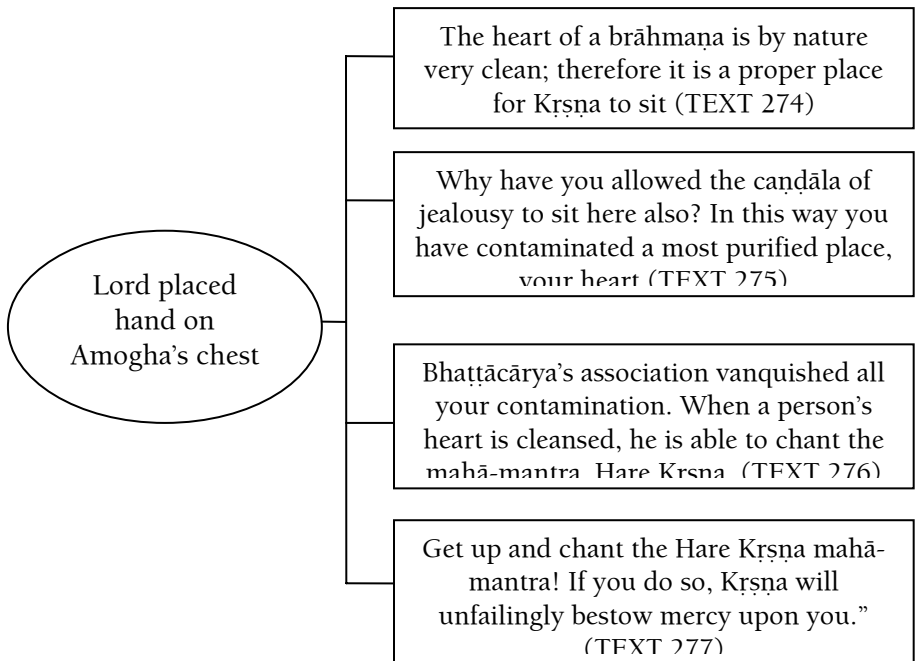 Lord placed
hand on
Amogha’s chest
The heart of a brāhmaṇa is by nature
very clean; therefore it is a proper place
for Kṛṣṇa to sit (TEXT 274)
Why have you allowed the caṇḍāla of
jealousy to sit here also? In this way you
have contaminated a most purified place,
your heart (TEXT 275)
Bhaṭṭācārya’s association vanquished all
your contamination. When a person’s
heart is cleansed, he is able to chant the
mahā-mantra, Hare Kṛṣṇa. (TEXT 276)
Get up and chant the Hare Kṛṣṇa mahā-
mantra! If you do so, Kṛṣṇa will
unfailingly bestow mercy upon you.”
(TEXT 277)